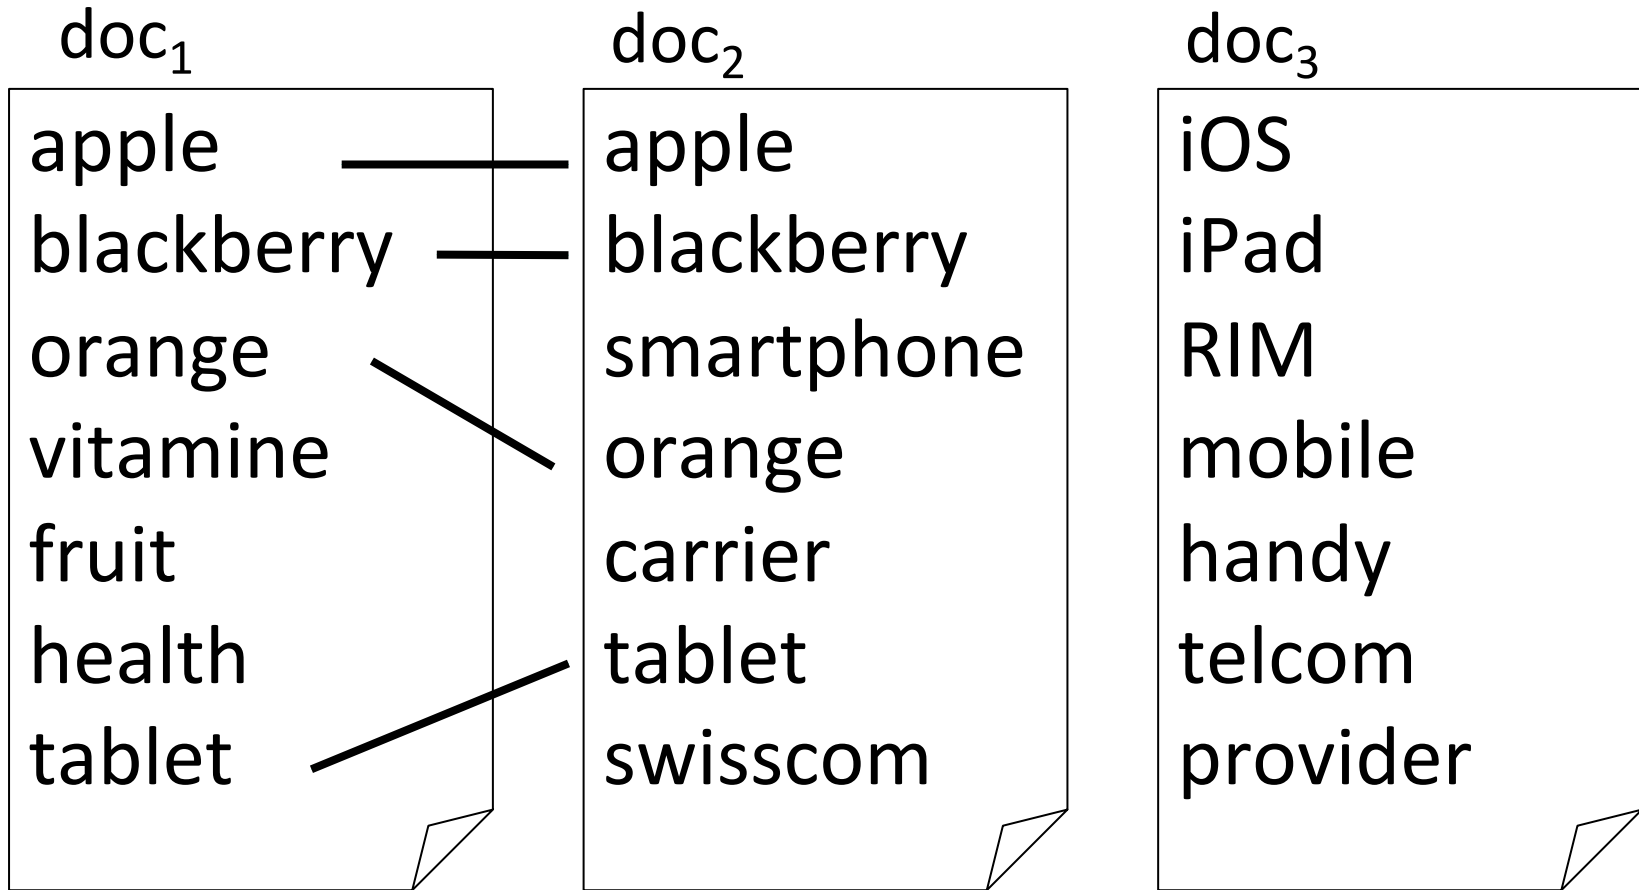 doc1
apple
blackberry
orange
vitamine
fruit
health
tablet
doc2
apple
blackberry
smartphone
orange
carrier
tablet
swisscom
doc3
iOS
iPad
RIM
mobile
handy
telcom
provider